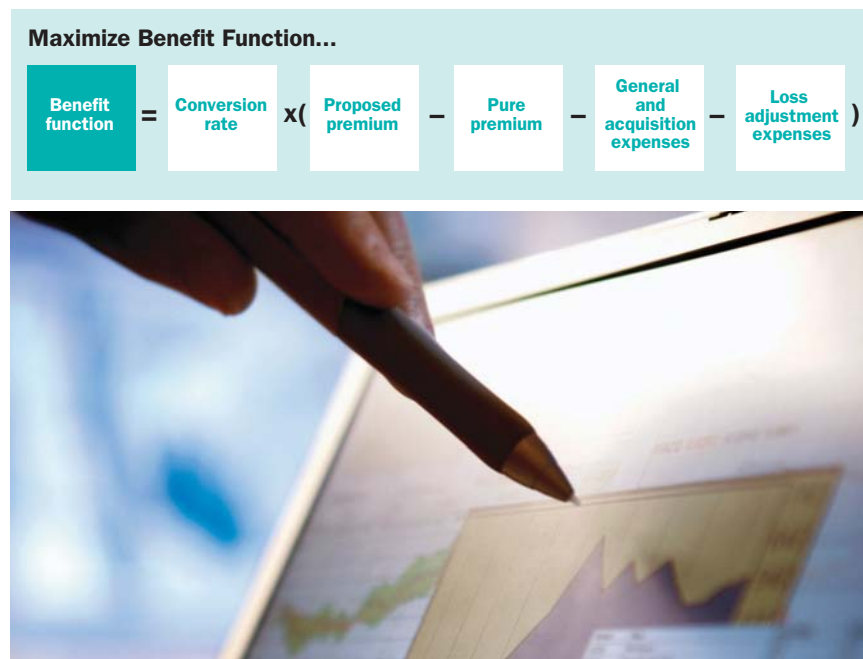 Maximize Benefit Function...
Benefit
function
=
Conversion
rate
x(
Proposed
premium
–
Pure
premium
–
General
and
acquisition
expenses
–
Loss
adjustment
expenses
)